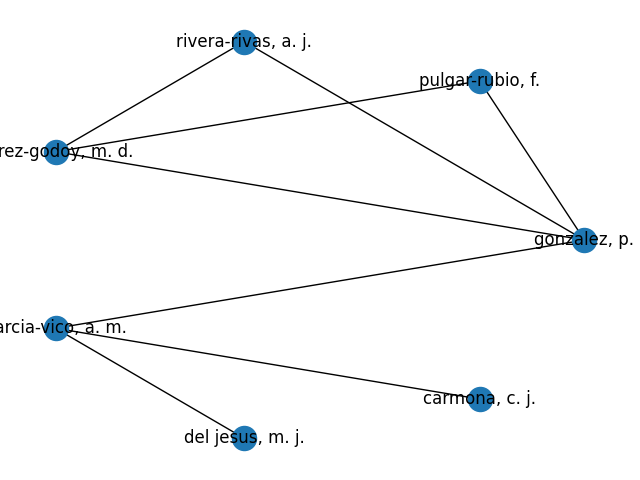 rivera-rivas, a. j.
pulgar-rubio, f.
rez-godoy, m. d.
gonzalez, p.
arcia-vico, a. m.
carmona, c. j.
del jesus, m. j.